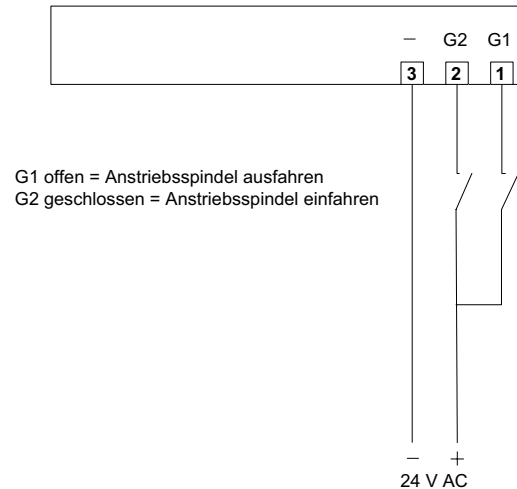 – G2 G1
3 2 1
G1 offen = Anstriebsspindel ausfahren
G2 geschlossen = Anstriebsspindel einfahren
– +
24 V AC